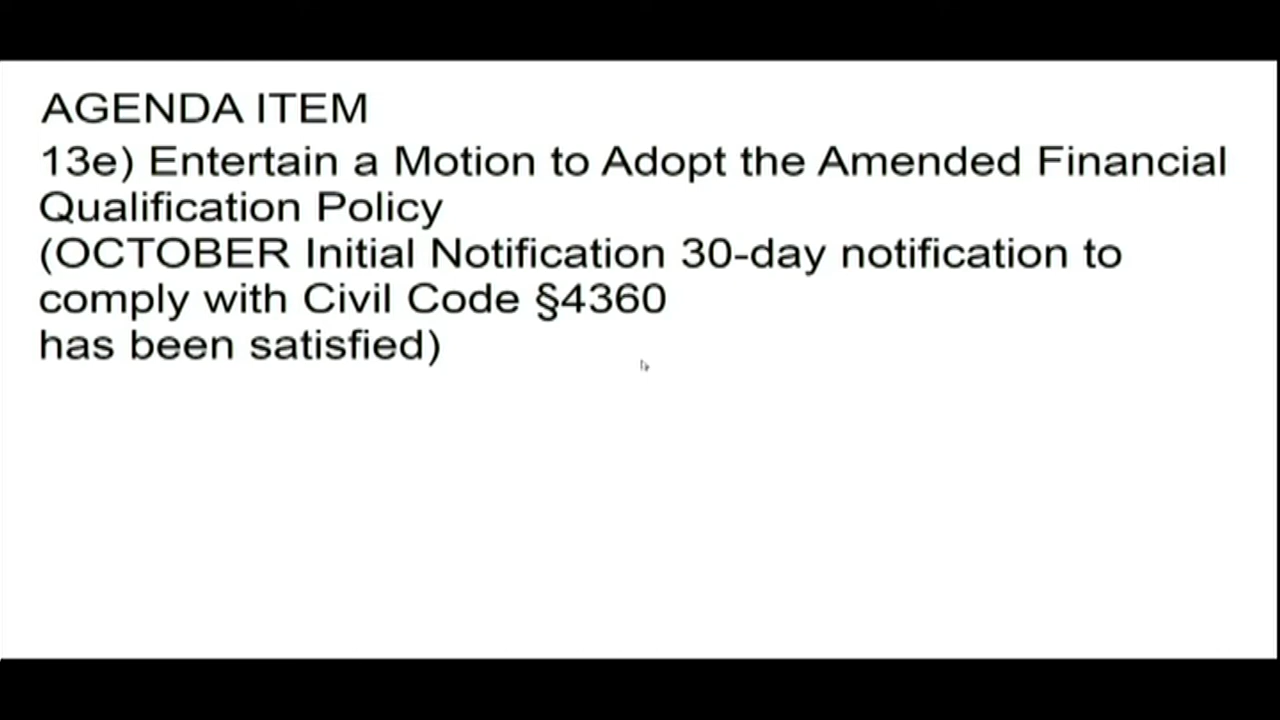 AGENDA ITEM
13e) Entertain a Motion to Adopt the Amended Financial
Qualification Policy
(OCTOBER Initial Notification 30-day notification to
comply with Civil Code §4360
has been satisfied)